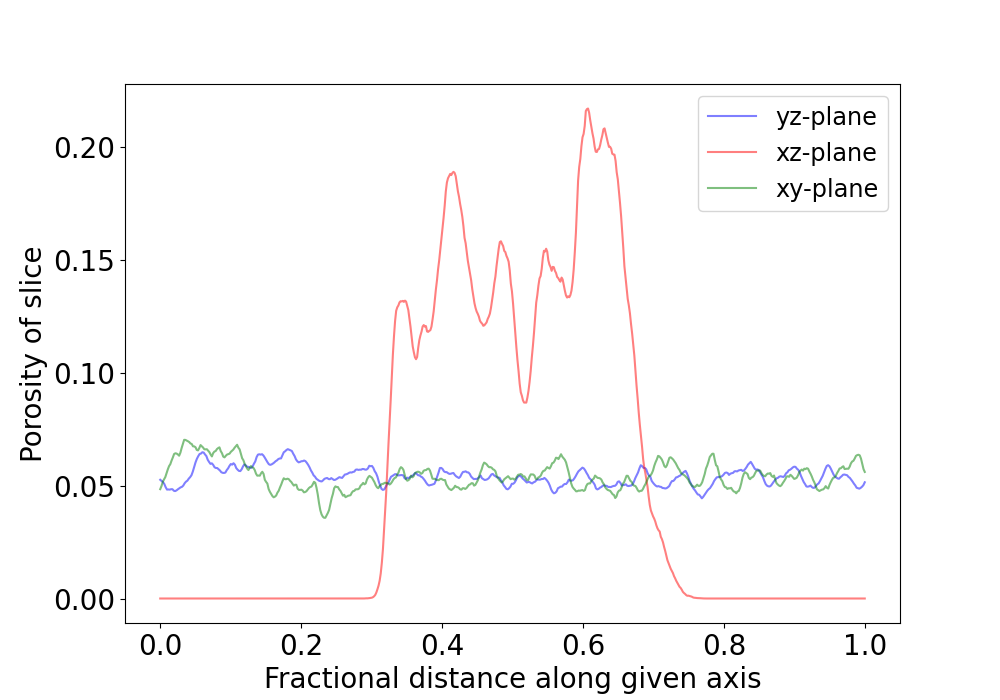 yz-plane
xz-plane
xy-plane
0.20
0.15
0.10
0.05
0.00
Porosity of slice
0.0 0.2 0.4 0.6 0.8 1.0
Fractional distance along given axis